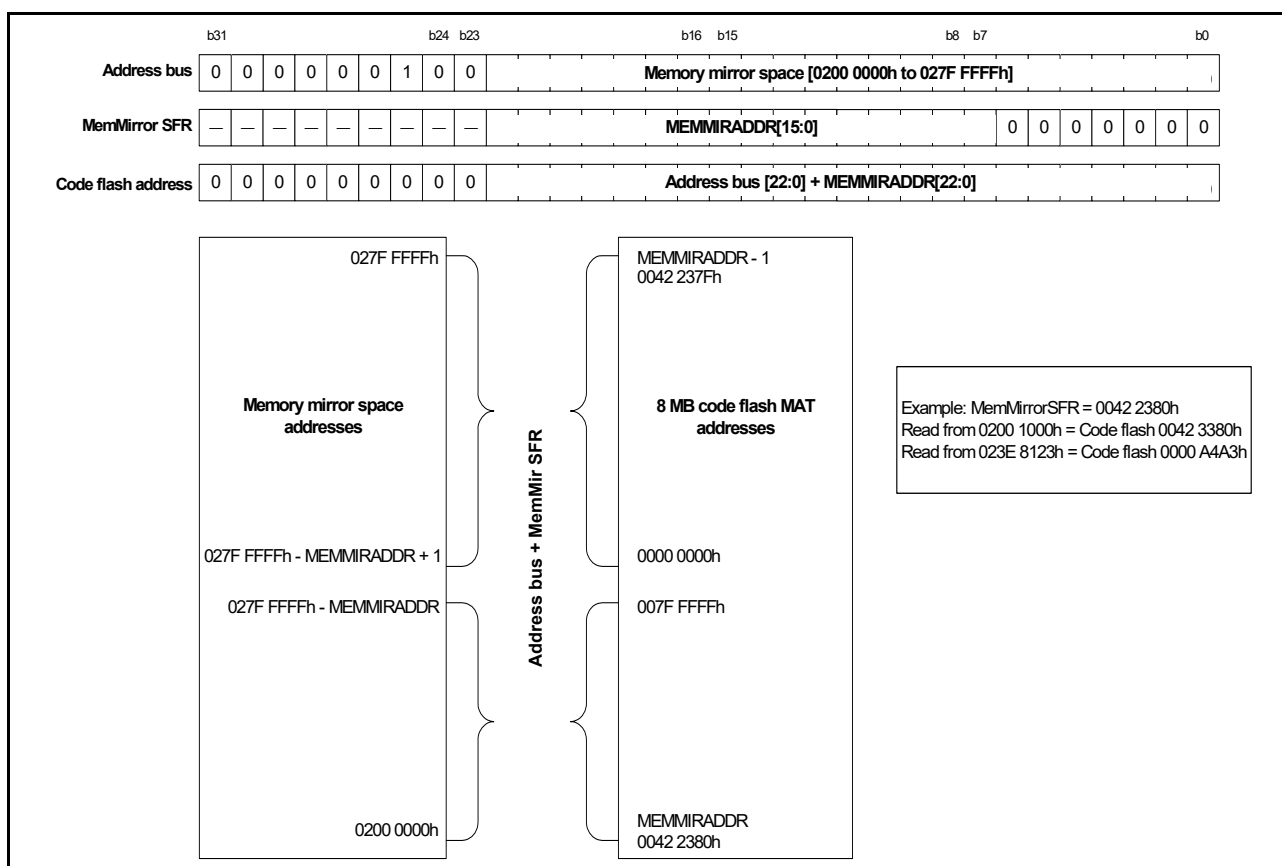 b31 b24 b23 b16 b15 b8 b7 b0
Address bus 0 0 0 0 0 0 1 0 0 Memory mirror space [0200 0000h to 027F FFFFh]
MemMirror SFR — — — — — — — — — MEMMIRADDR[15:0] 0 0 0 0 0 0 0
Code flash address 0 0 0 0 0 0 0 0 0 Address bus [22:0] + MEMMIRADDR[22:0]
027F FFFFh
Memory mirror space
addresses
027F FFFFh - MEMMIRADDR + 1
027F FFFFh - MEMMIRADDR
0200 0000h
Address bus + MemMir SFR
MEMMIRADDR - 1
0042 237Fh
8 MB code flash MAT
addresses
0000 0000h
007F FFFFh
MEMMIRADDR
0042 2380h
Example: MemMirrorSFR = 0042 2380h
Read from 0200 1000h = Code flash 0042 3380h
Read from 023E 8123h = Code flash 0000 A4A3h